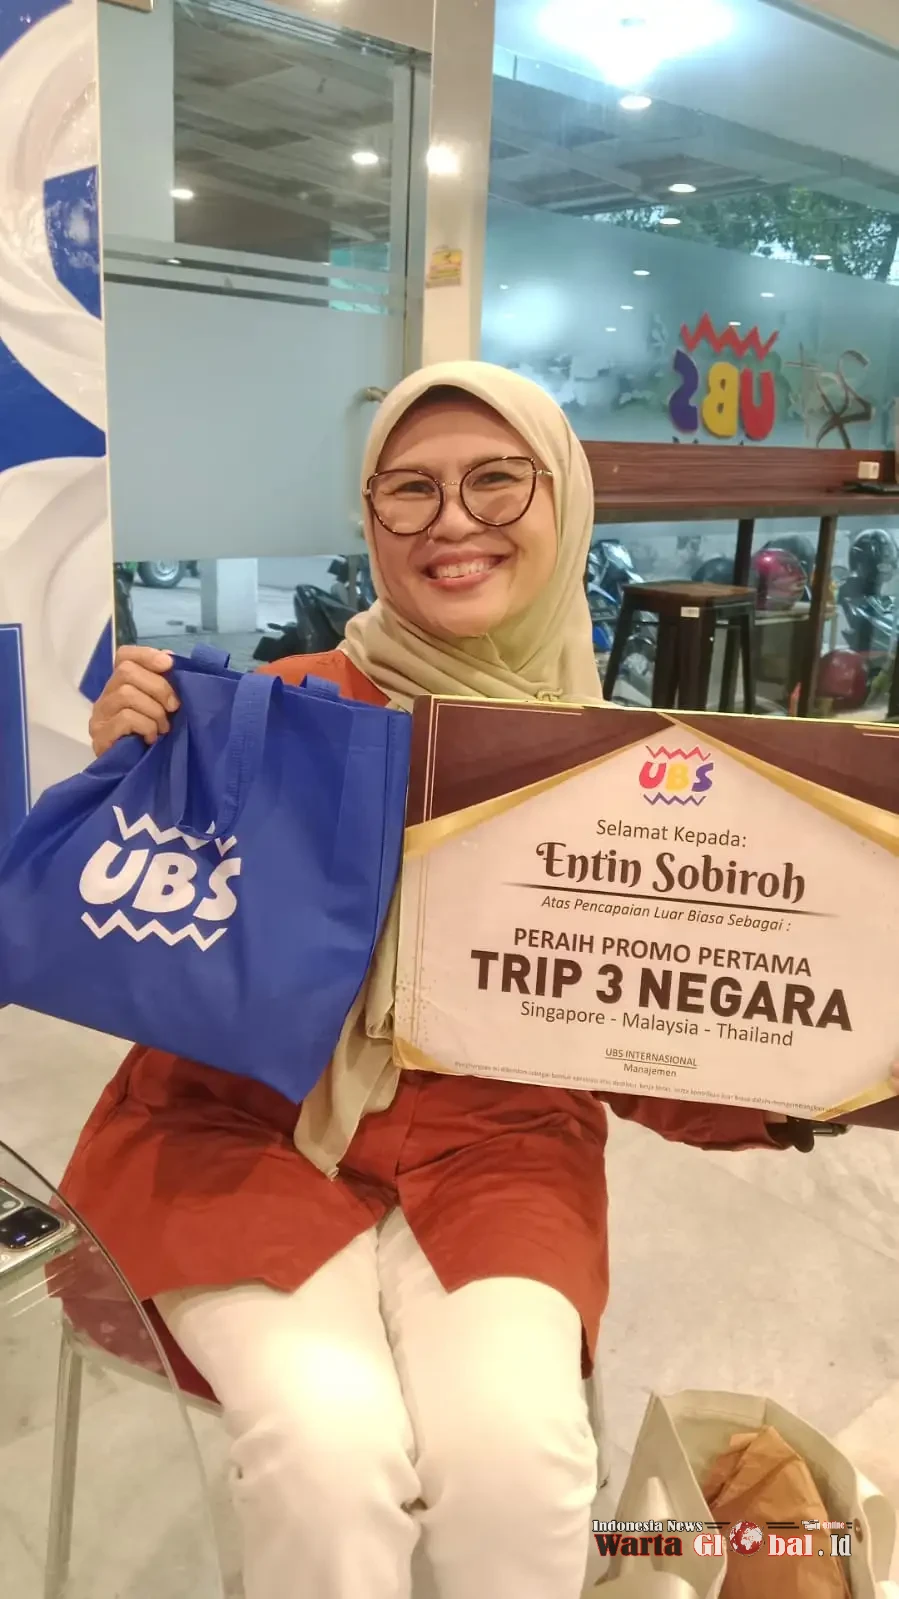 UBS
UBS
UBS
Selamat Kepada:
Entin Sobiroh
Atas Pencapaian Luar Biasa Sebagai :
PERAIH PROMO PERTAMA
TRIP 3 NEGARA
Singapore - Malaysia - Thailand
UBS INTERNASIONAL
Manajemen
Indonesia News Online
Warta Global.Id